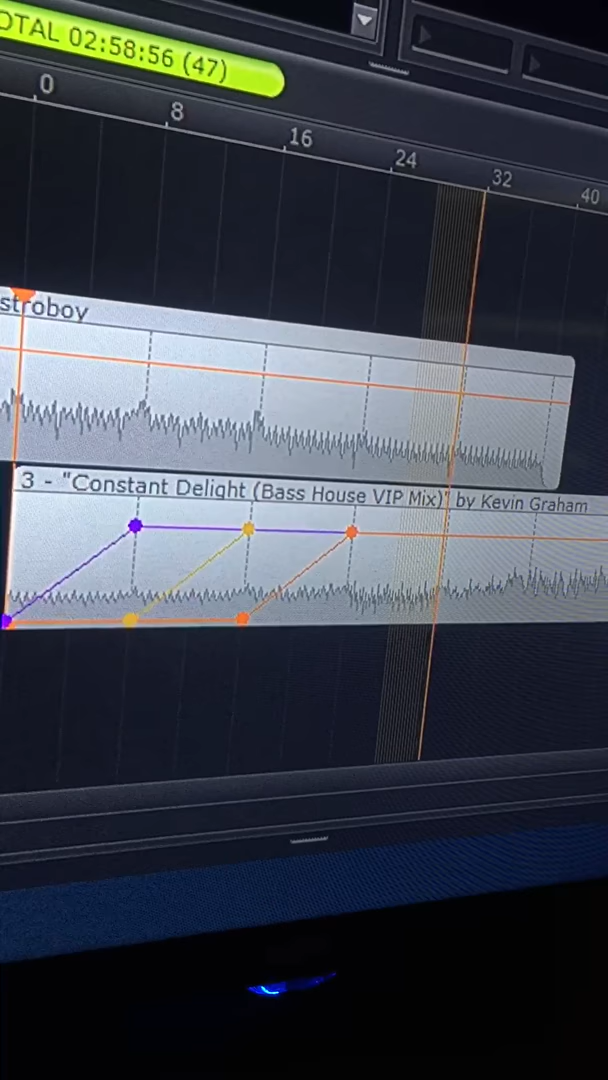 OTAL 02:58:56 (47)
0 8 16 24 32 40
stroboy
3 - "Constant Delight (Bass House VIP Mix)" by Kevin Graham